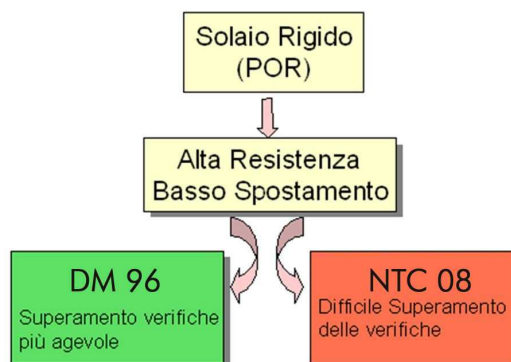 Solaio Rigido
(POR)
Alta Resistenza
Basso Spostamento
DM 96
Superamento verifiche
più agevole
NTC 08
Difficile Superamento
delle verifiche